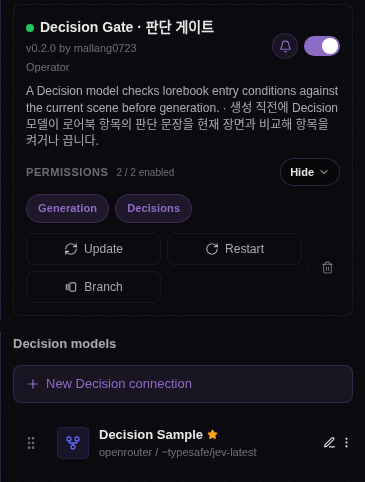 Decision Gate · 판단 게이트
v0.2.0 by mallang0723
Operator
A Decision model checks lorebook entry conditions against
the current scene before generation. · 생성 직전에 Decision
모델이 로어북 항목의 판단 문장을 현재 장면과 비교해 항목을
켜거나 끕니다.
PERMISSIONS 2 / 2 enabled
Hide
Generation Decisions
Update Restart
Branch
Decision models
New Decision connection
Decision Sample
openrouter / ~typesafe/jev-latest